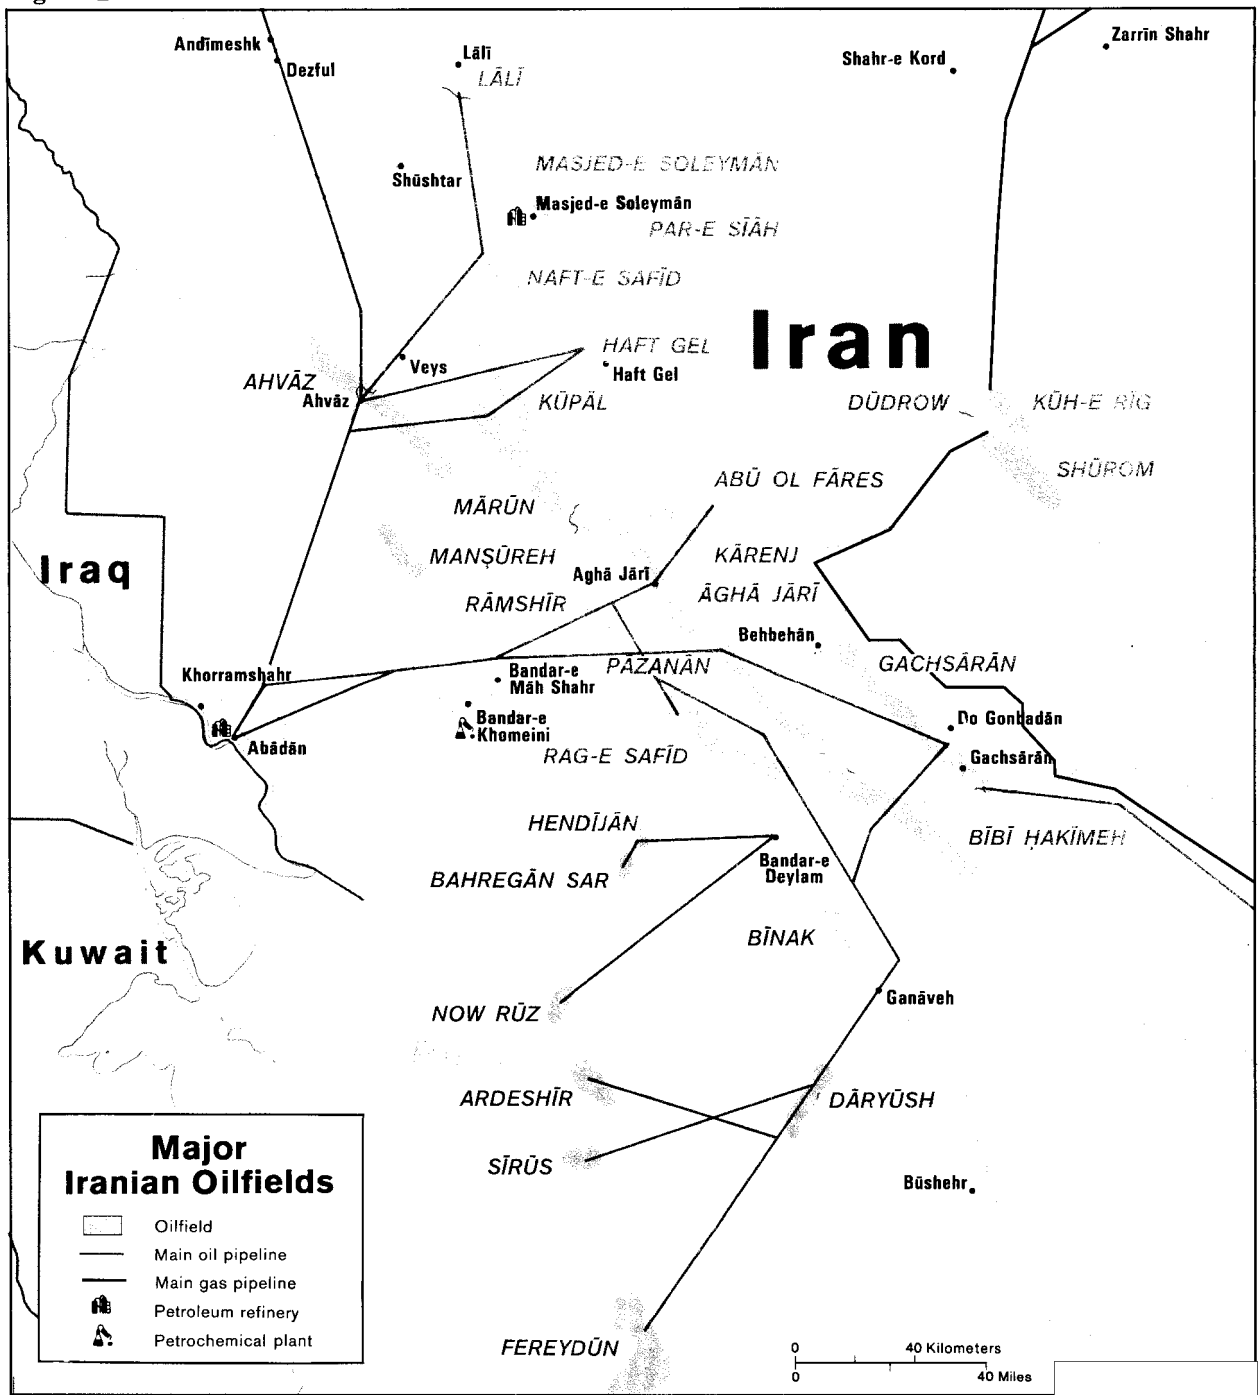 Andīmeshk
Dezful
Lālī
LĀLĪ
Shahr-e Kord
Zarrīn Shahr
Shūshtar
MASJED-E SOLEYMĀN
Masjed-e Soleymān
PAR-E SĪĀH
NAFT-E SAFĪD
Iran
HAFT GEL
Haft Gel
Veys
AHVĀZ
Ahvāz
KŪPĀL
DŪDROW
KŪH-E RĪG
SHŪROM
ABŪ OL FĀRES
MĀRŪN
MANṢŪREH
KĀRENJ
Iraq
Aghā Jārī
RĀMSHĪR
ĀGHĀ JĀRĪ
Behbehān
PĀZANĀN
GACHSĀRĀN
Khorramshahr
Bandar-e
Māh Shahr
Bandar-e
Khomeini
Abādān
Do Gonbadān
Gachsārān
RAG-E SAFĪD
HENDĪJĀN
BĪBĪ ḤAKĪMEH
Bandar-e
Deylam
BAHREGĀN SAR
BĪNAK
Kuwait
Ganāveh
NOW RŪZ
ARDESHĪR
DĀRYŪSH
SĪRŪS
Būshehr
FEREYDŪN
Major
Iranian Oilfields
Oilfield
Main oil pipeline
Main gas pipeline
Petroleum refinery
Petrochemical plant
0 40 Kilometers
0 40 Miles